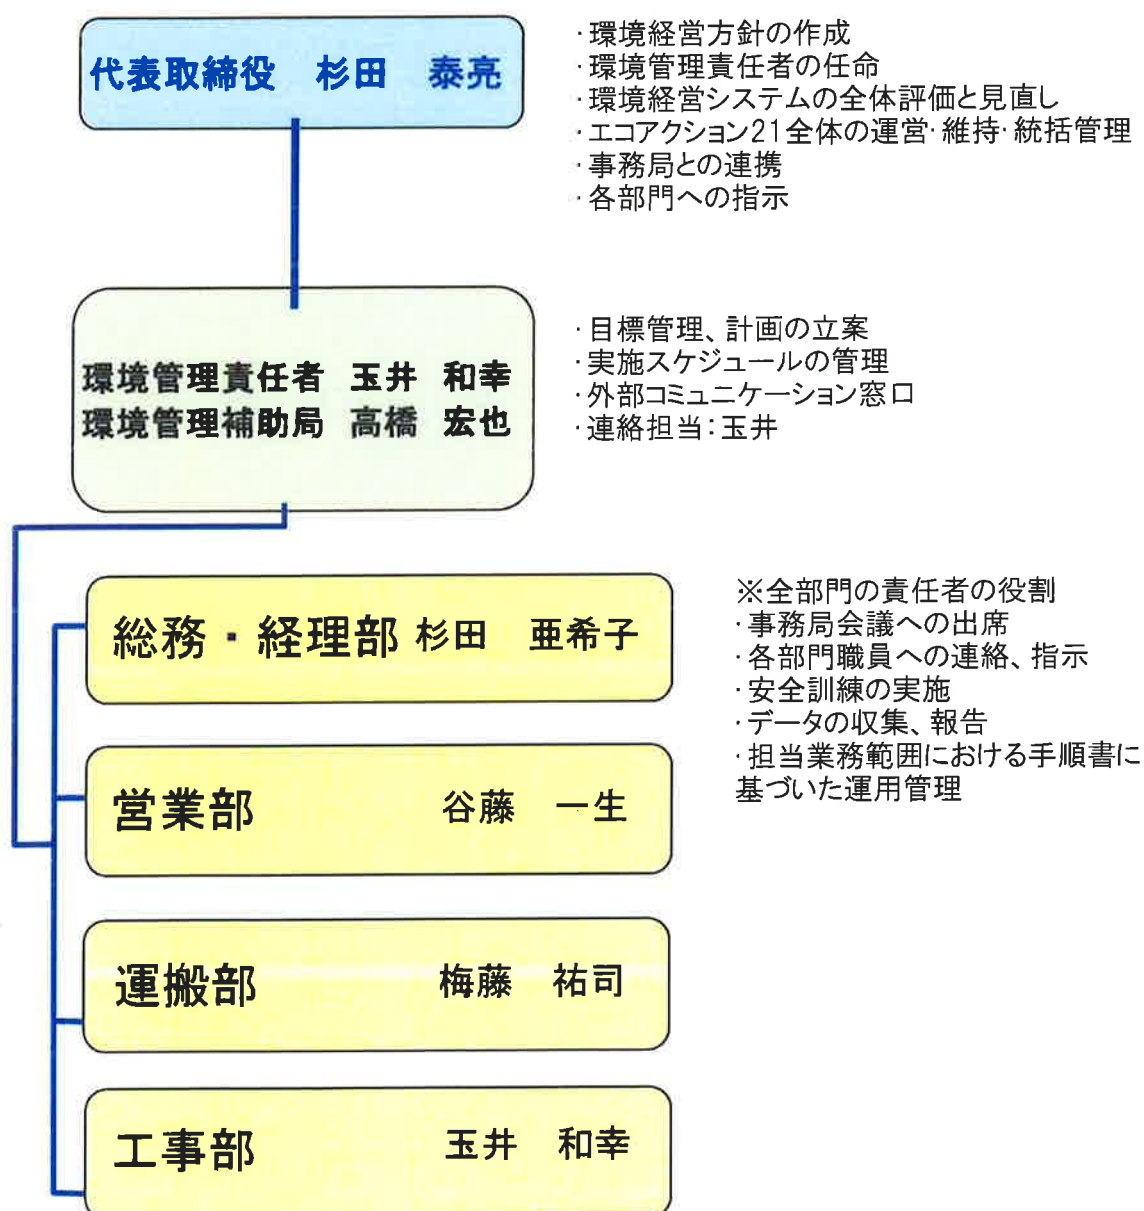 代表取締役　杉田　泰亮
・環境経営方針の作成
・環境管理責任者の任命
・環境経営システムの全体評価と見直し
・エコアクション21全体の運営・維持・統括管理
・事務局との連携
・各部門への指示
環境管理責任者　玉井　和幸
環境管理補助局　高橋　宏也
・目標管理、計画の立案
・実施スケジュールの管理
・外部コミュニケーション窓口
・連絡担当：玉井
総務・経理部 杉田　亜希子
※全部門の責任者の役割
・事務局会議への出席
・各部門職員への連絡、指示
・安全訓練の実施
・データの収集、報告
・担当業務範囲における手順書に
基づいた運用管理
営業部　谷藤　一生
運搬部　梅藤　祐司
工事部　玉井　和幸